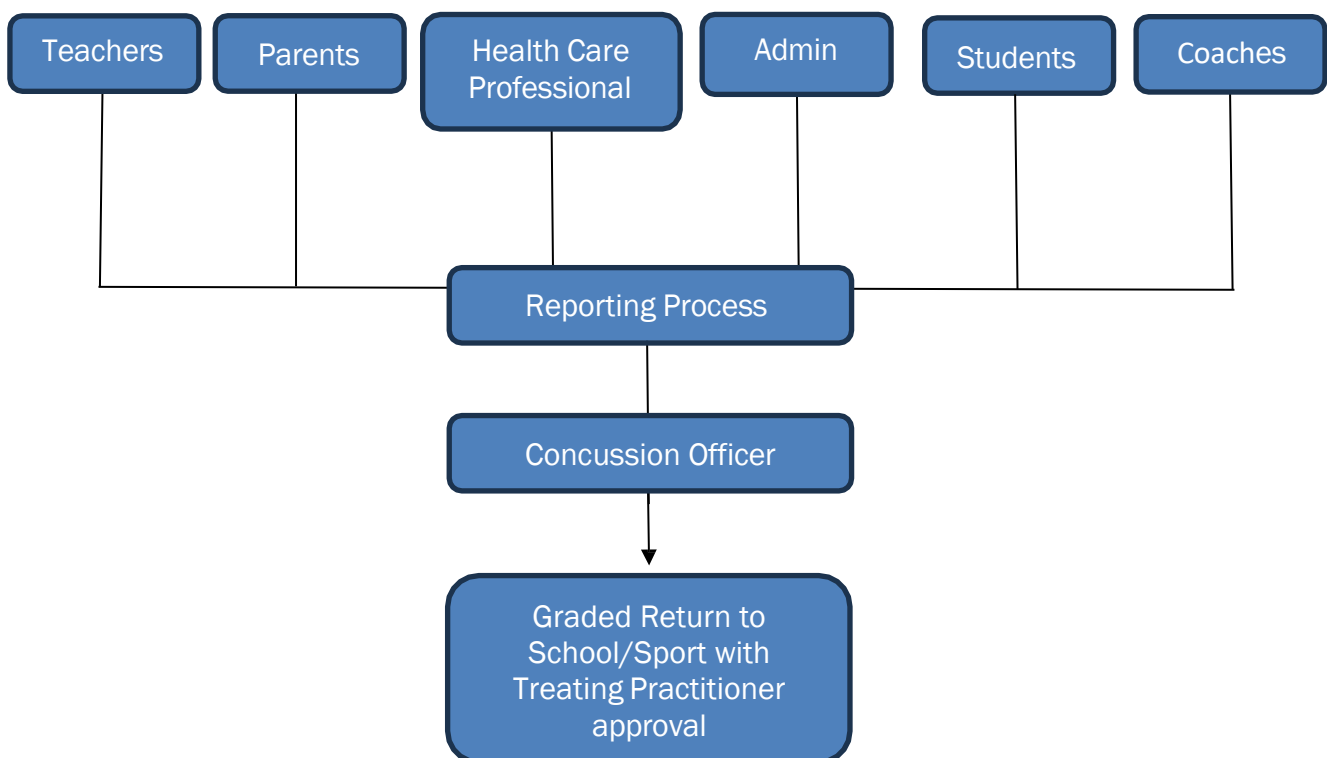 Teachers
Parents
Health Care
Professional
Admin
Students
Coaches
Reporting Process
Concussion Officer
Graded Return to
School/Sport with
Treating Practitioner
approval